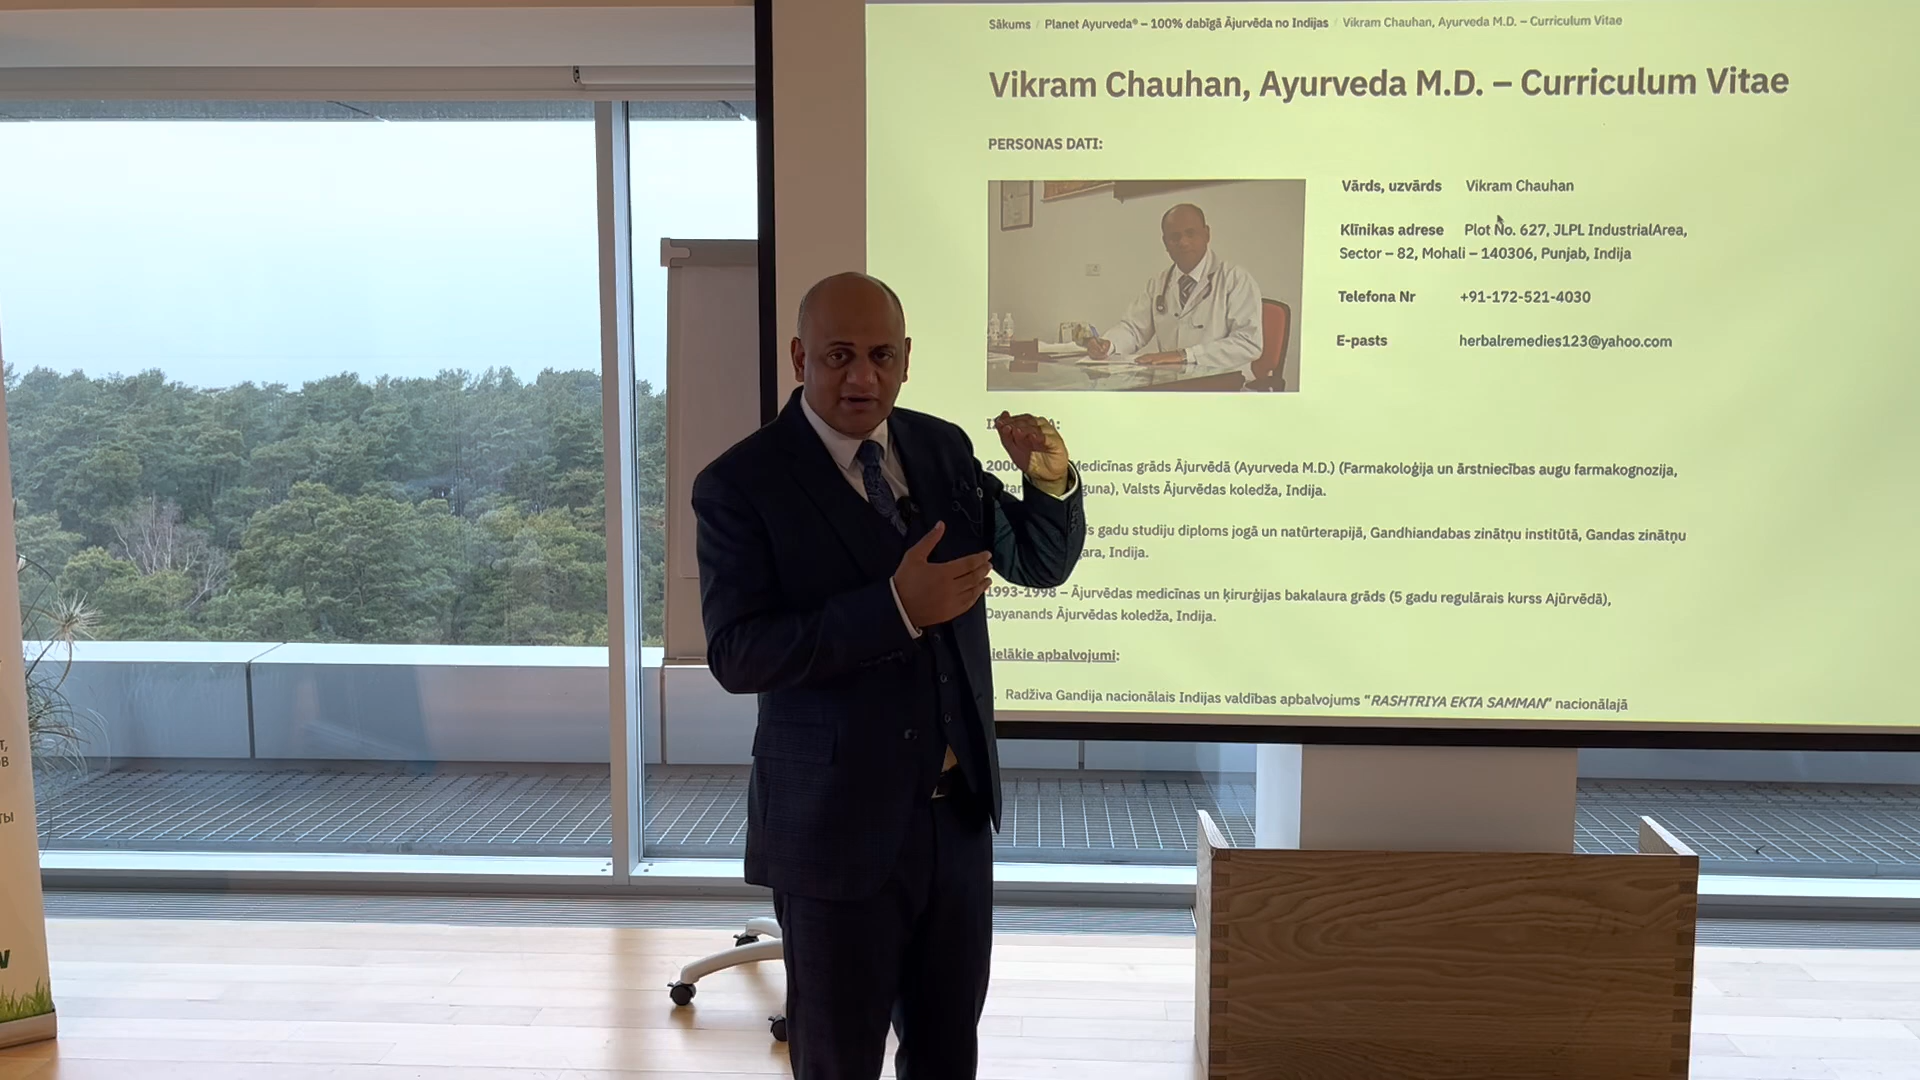 Sākums / Planet Ayurveda® – 100% dabīgā Ājurvēda no Indijas / Vikram Chauhan, Ayurveda M.D. – Curriculum Vitae
Vikram Chauhan, Ayurveda M.D. – Curriculum Vitae
PERSONAS DATI:
Vārds, uzvārds Vikram Chauhan
Klīnikas adrese Plot No. 627, JLPL IndustrialArea,
Sector – 82, Mohali – 140306, Punjab, Indija
Telefona Nr +91-172-521-4030
E-pasts herbalremedies123@yahoo.com
Medicīnas grāds Ājurvēdā (Ayurveda M.D.) (Farmakoloģija un ārstniecības augu farmakognozija,
guna), Valsts Ājurvēdas koledža, Indija.
gadu studiju diploms jogā un natūrterapijā, Gandhiandabas zinātņu institūtā, Gandas zinātņu
Indija.
1993-1998 – Ājurvēdas medicīnas un ķirurģijas bakalaura grāds (5 gadu regulārais kurss Ajūrvēdā),
Dayanands Ājurvēdas koledža, Indija.
ielākie apbalvojumi:
Radživa Gandija nacionālais Indijas valdības apbalvojums “RASHTRIYA EKTA SAMMAN” nacionālajā